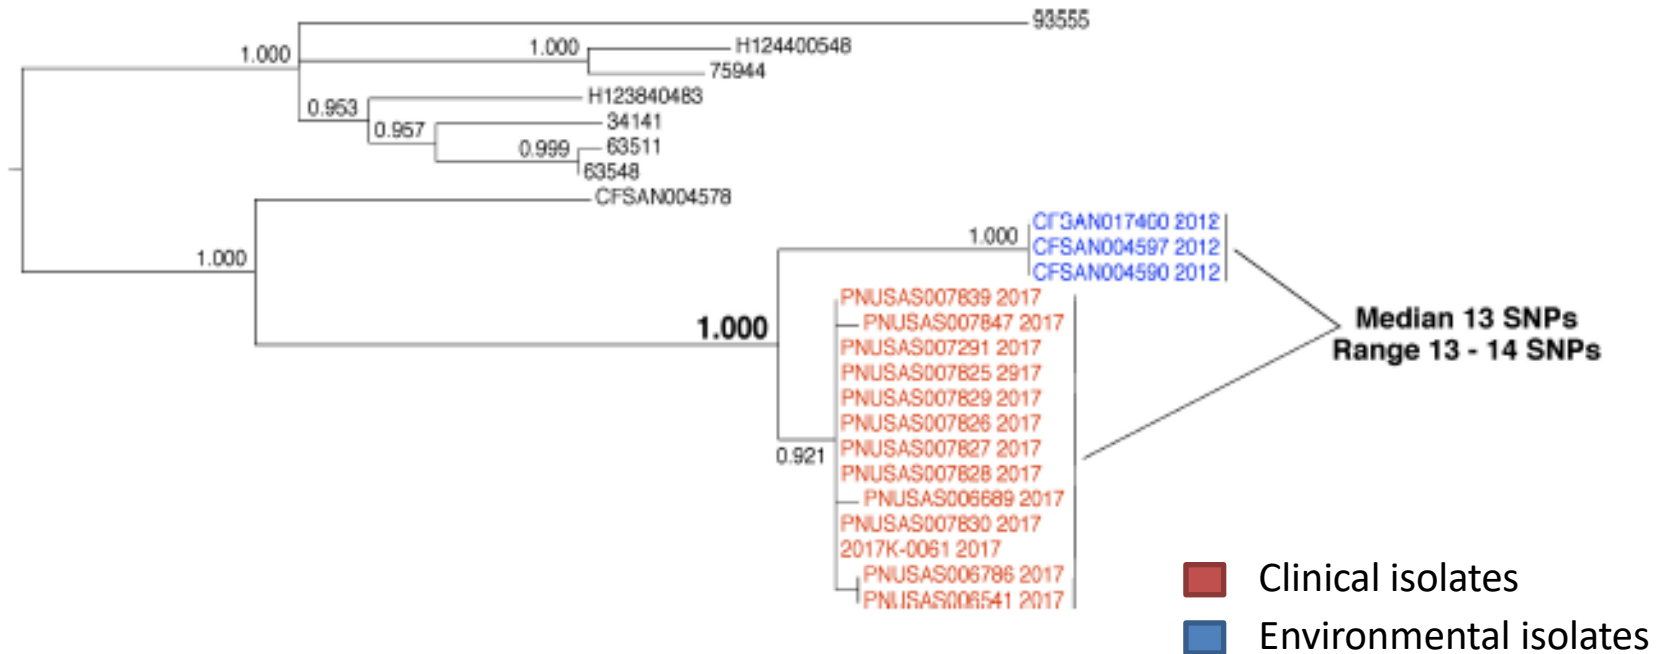 93555
1.000
1.000
H124400548
75944
H123840483
0.953
34141
0.957
0.999
63511
63548
CFSAN004578
CFSAN017460 2012
1.000
CFSAN004597 2012
1.000
CFSAN004590 2012
PNUSAS007839 2017
1.000
PNUSAS007847 2017
Median 13 SNPs
PNUSAS007291 2017
Range 13 - 14 SNPs
PNUSAS007825 2917
PNUSAS007829 2017
PNUSAS007826 2017
PNUSAS007827 2017
0.921
PNUSAS007828 2017
PNUSAS006689 2017
PNUSAS007830 2017
2017K-0061 2017
PNUSAS006786 2017
PNUSAS006541 2017
Clinical isolates
Environmental isolates